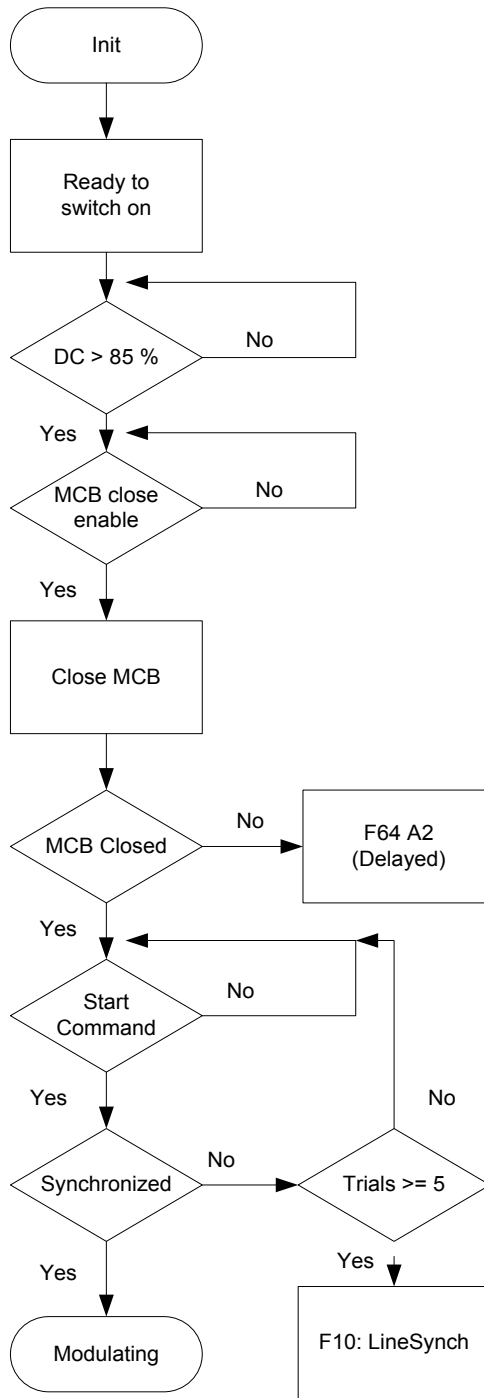 Init
Ready to
switch on
DC > 85 %
No
Yes
MCB close
enable
No
Yes
Close MCB
MCB Closed
No
F64 A2
(Delayed)
Yes
Start
Command
No
Yes
No
Synchronized
No
Trials >= 5
Yes
Yes
Modulating
F10: LineSynch